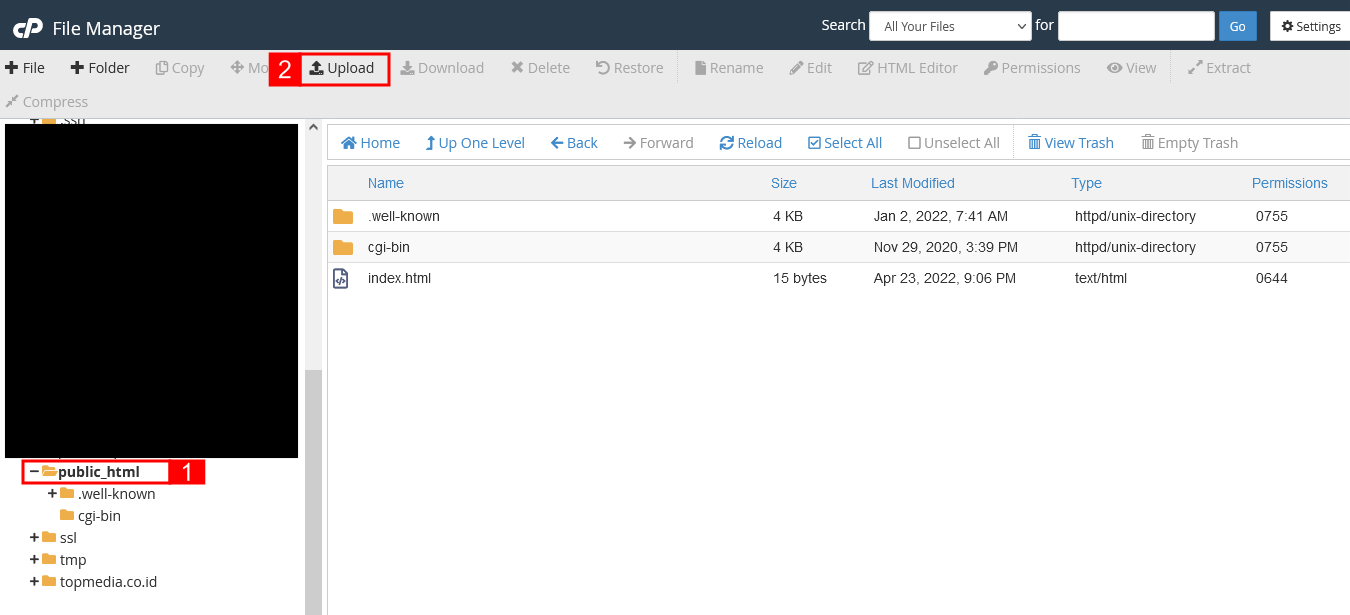 cP File Manager Search All Your Files for Go Settings
File Folder Copy Mo 2 Upload Download Delete Restore Rename Edit HTML Editor Permissions View Extract
Compress
.ssh
Home Up One Level Back Forward Reload Select All Unselect All View Trash Empty Trash
Name Size Last Modified Type Permissions
.well-known 4 KB Jan 2, 2022, 7:41 AM httpd/unix-directory 0755
cgi-bin 4 KB Nov 29, 2020, 3:39 PM httpd/unix-directory 0755
index.html 15 bytes Apr 23, 2022, 9:06 PM text/html 0644
public_html 1
.well-known
cgi-bin
ssl
tmp
topmedia.co.id